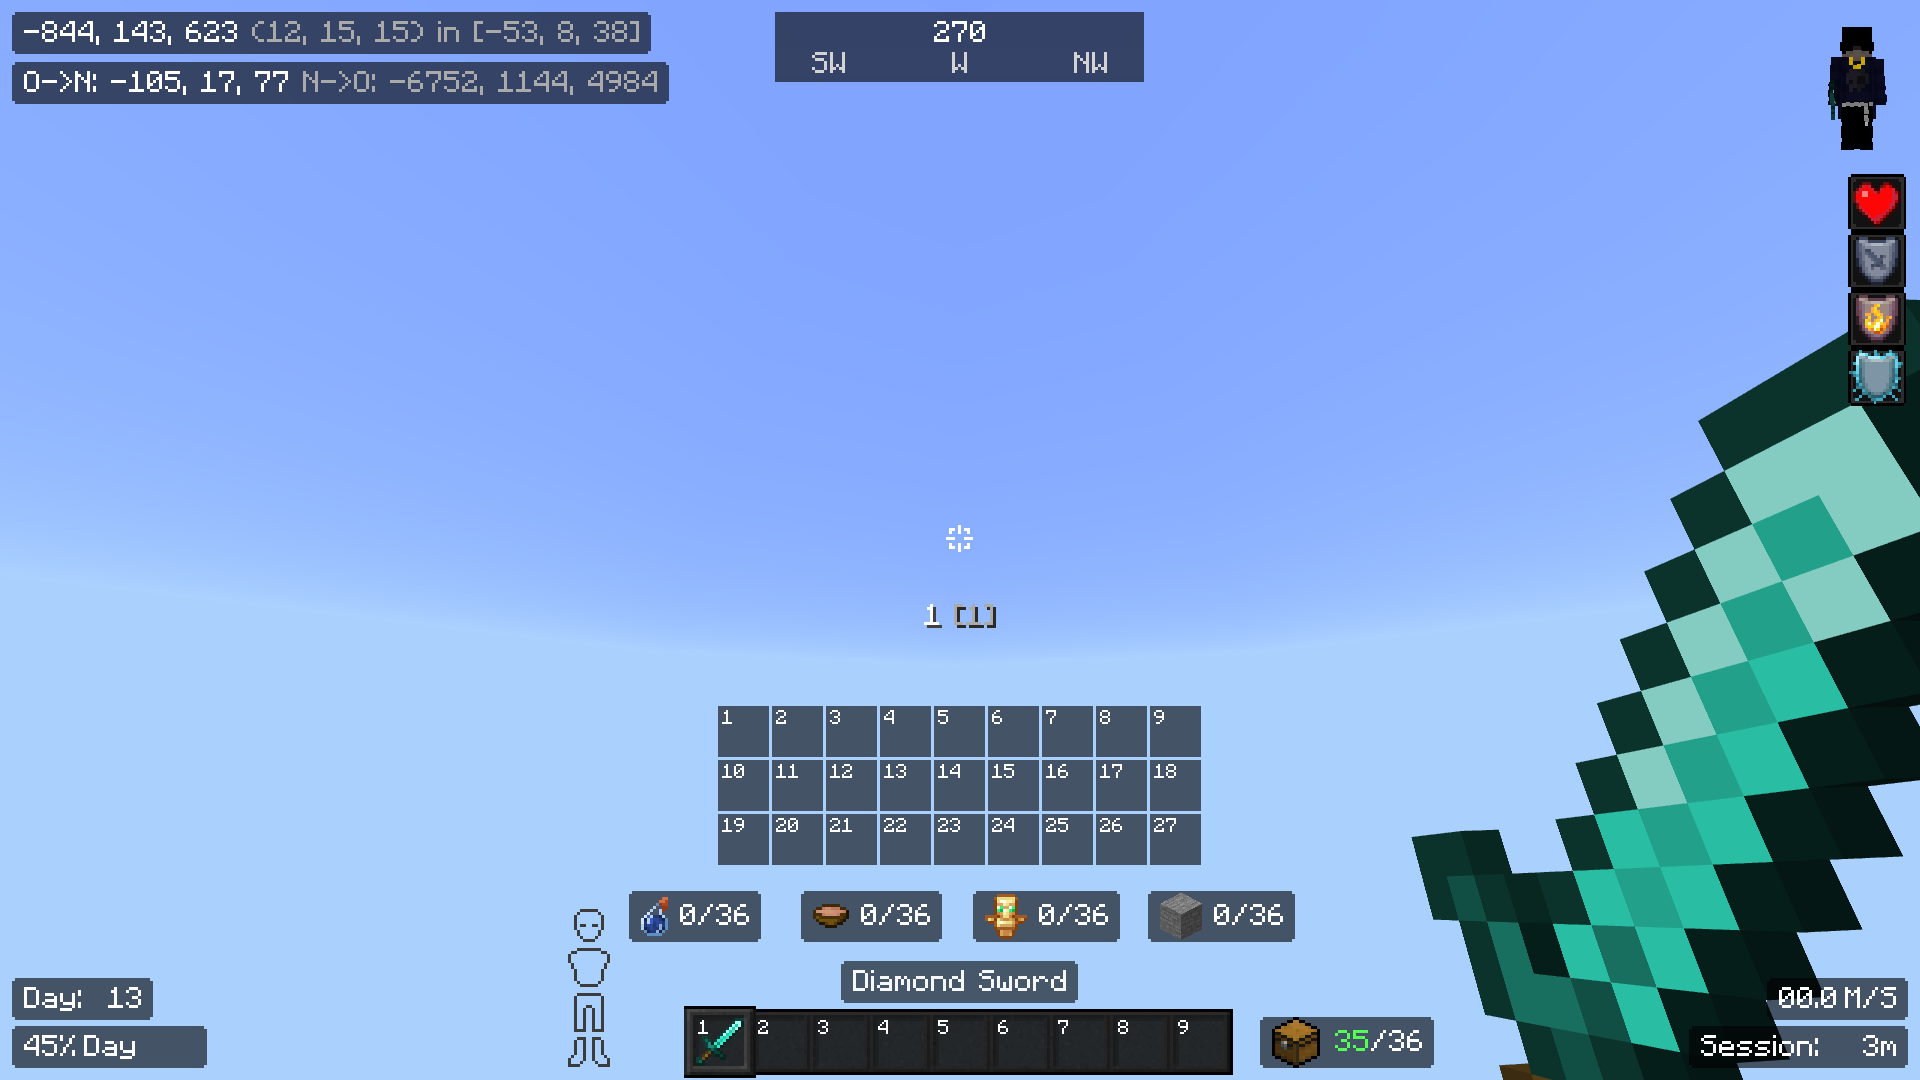 -844, 143, 623 (12, 15, 15) in [-53, 8, 38]
O->N: -105, 17, 77 N->O: -6752, 1144, 4984
270
SW W NW
1 [1]
1 2 3 4 5 6 7 8 9
10 11 12 13 14 15 16 17 18
19 20 21 22 23 24 25 26 27
0/36 0/36 0/36 0/36
Diamond Sword
1 2 3 4 5 6 7 8 9
35/36
Day: 13
45% Day
00.0 M/S
Session: 3m